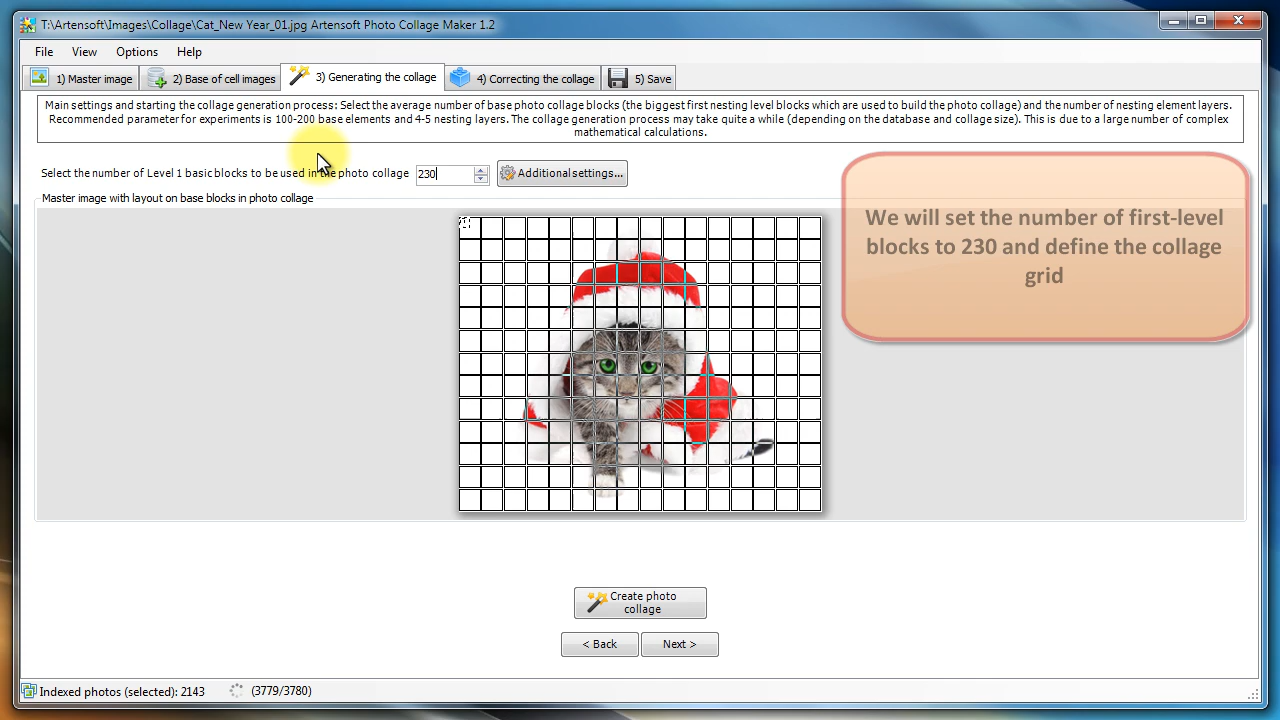 T:\Artensoft\Images\Collage\Cat_New Year_01.jpg Artensoft Photo Collage Maker 1.2
File View Options Help
1) Master image 2) Base of cell images 3) Generating the collage 4) Correcting the collage 5) Save
Main settings and starting the collage generation process: Select the average number of base photo collage blocks (the biggest first nesting level blocks which are used to build the photo collage) and the number of nesting element layers.
Recommended parameter for experiments is 100-200 base elements and 4-5 nesting layers. The collage generation process may take quite a while (depending on the database and collage size). This is due to a large number of complex
mathematical calculations.
Select the number of Level 1 basic blocks to be used in the photo collage 230 Additional settings...
Master image with layout on base blocks in photo collage
We will set the number of first-level
blocks to 230 and define the collage
grid
Create photo
collage
< Back Next >
Indexed photos (selected): 2143 (3779/3780)